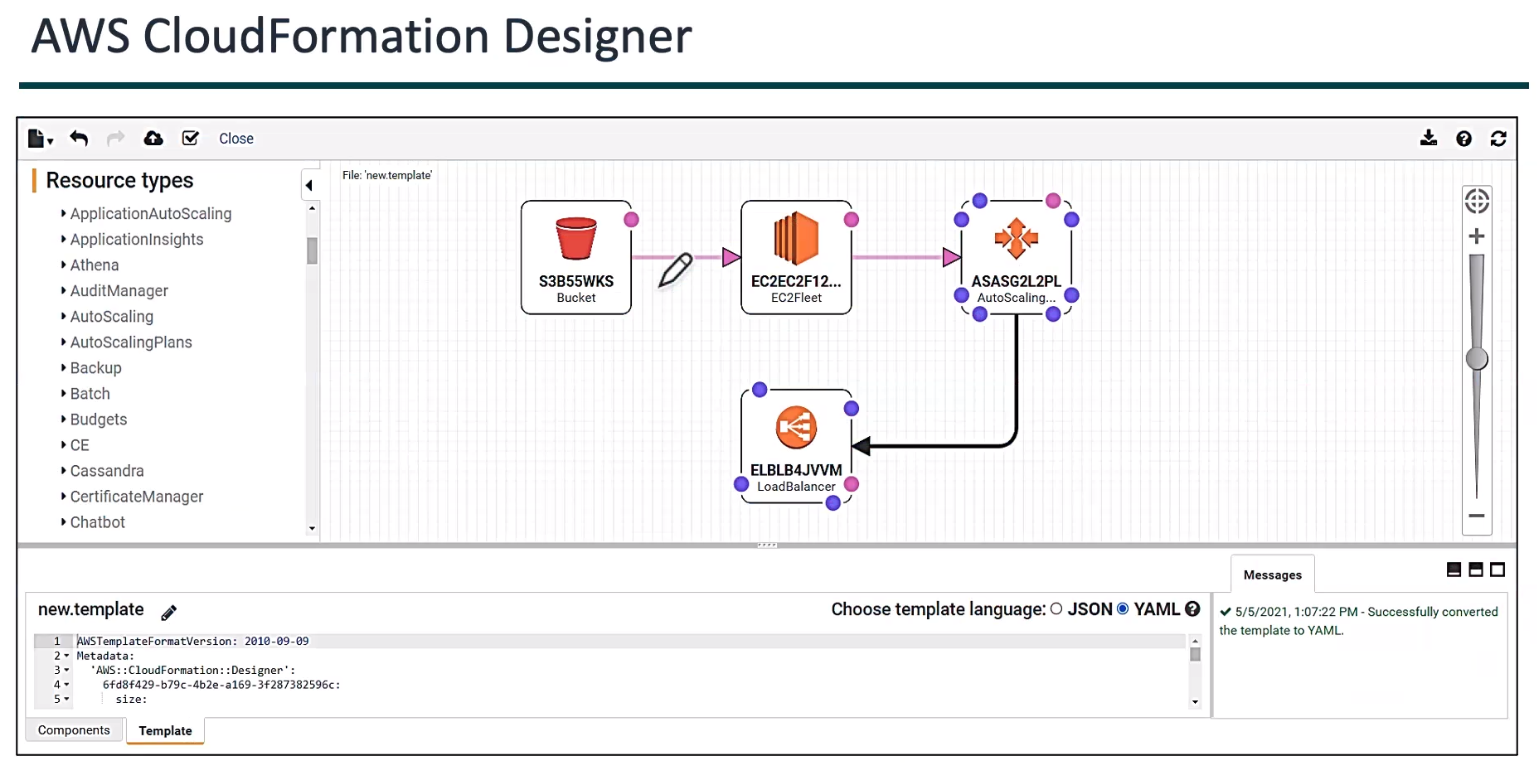 AWS CloudFormation Designer
Close
Resource types
ApplicationAutoScaling
ApplicationInsights
Athena
AuditManager
AutoScaling
AutoScalingPlans
Backup
Batch
Budgets
CE
Cassandra
CertificateManager
Chatbot
File: 'new.template'
S3B55WKS
Bucket
EC2EC2F12...
EC2Fleet
ASASG2L2PL
AutoScaling...
ELBLB4JVVM
LoadBalancer
new.template
Choose template language: JSON YAML
1 AWSTemplateFormatVersion: 2010-09-09
2 Metadata:
3 'AWS::CloudFormation::Designer':
4 6fd8f429-b79c-4b2e-a169-3f287382596c:
5 size:
Messages
5/5/2021, 1:07:22 PM - Successfully converted
the template to YAML.
Components
Template